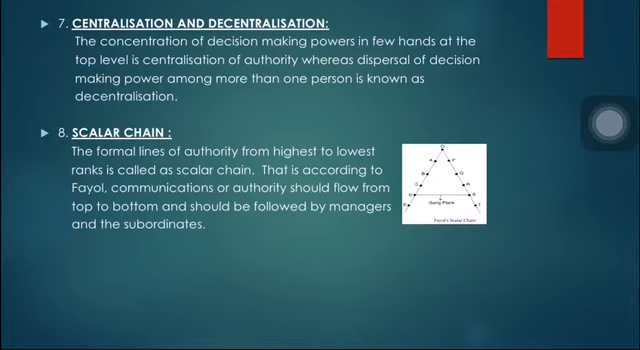 7. CENTRALISATION AND DECENTRALISATION:
The concentration of decision making powers in few hands at the
top level is centralisation of authority whereas dispersal of decision
making power among more than one person is known as
decentralisation.
8. SCALAR CHAIN :
The formal lines of authority from highest to lowest
ranks is called as scalar chain. That is according to
Fayol, communications or authority should flow from
top to bottom and should be followed by managers
and the subordinates.
O
A P
B Q
C R
D S
E T
Gang Plank
Fayol's Scalar Chain